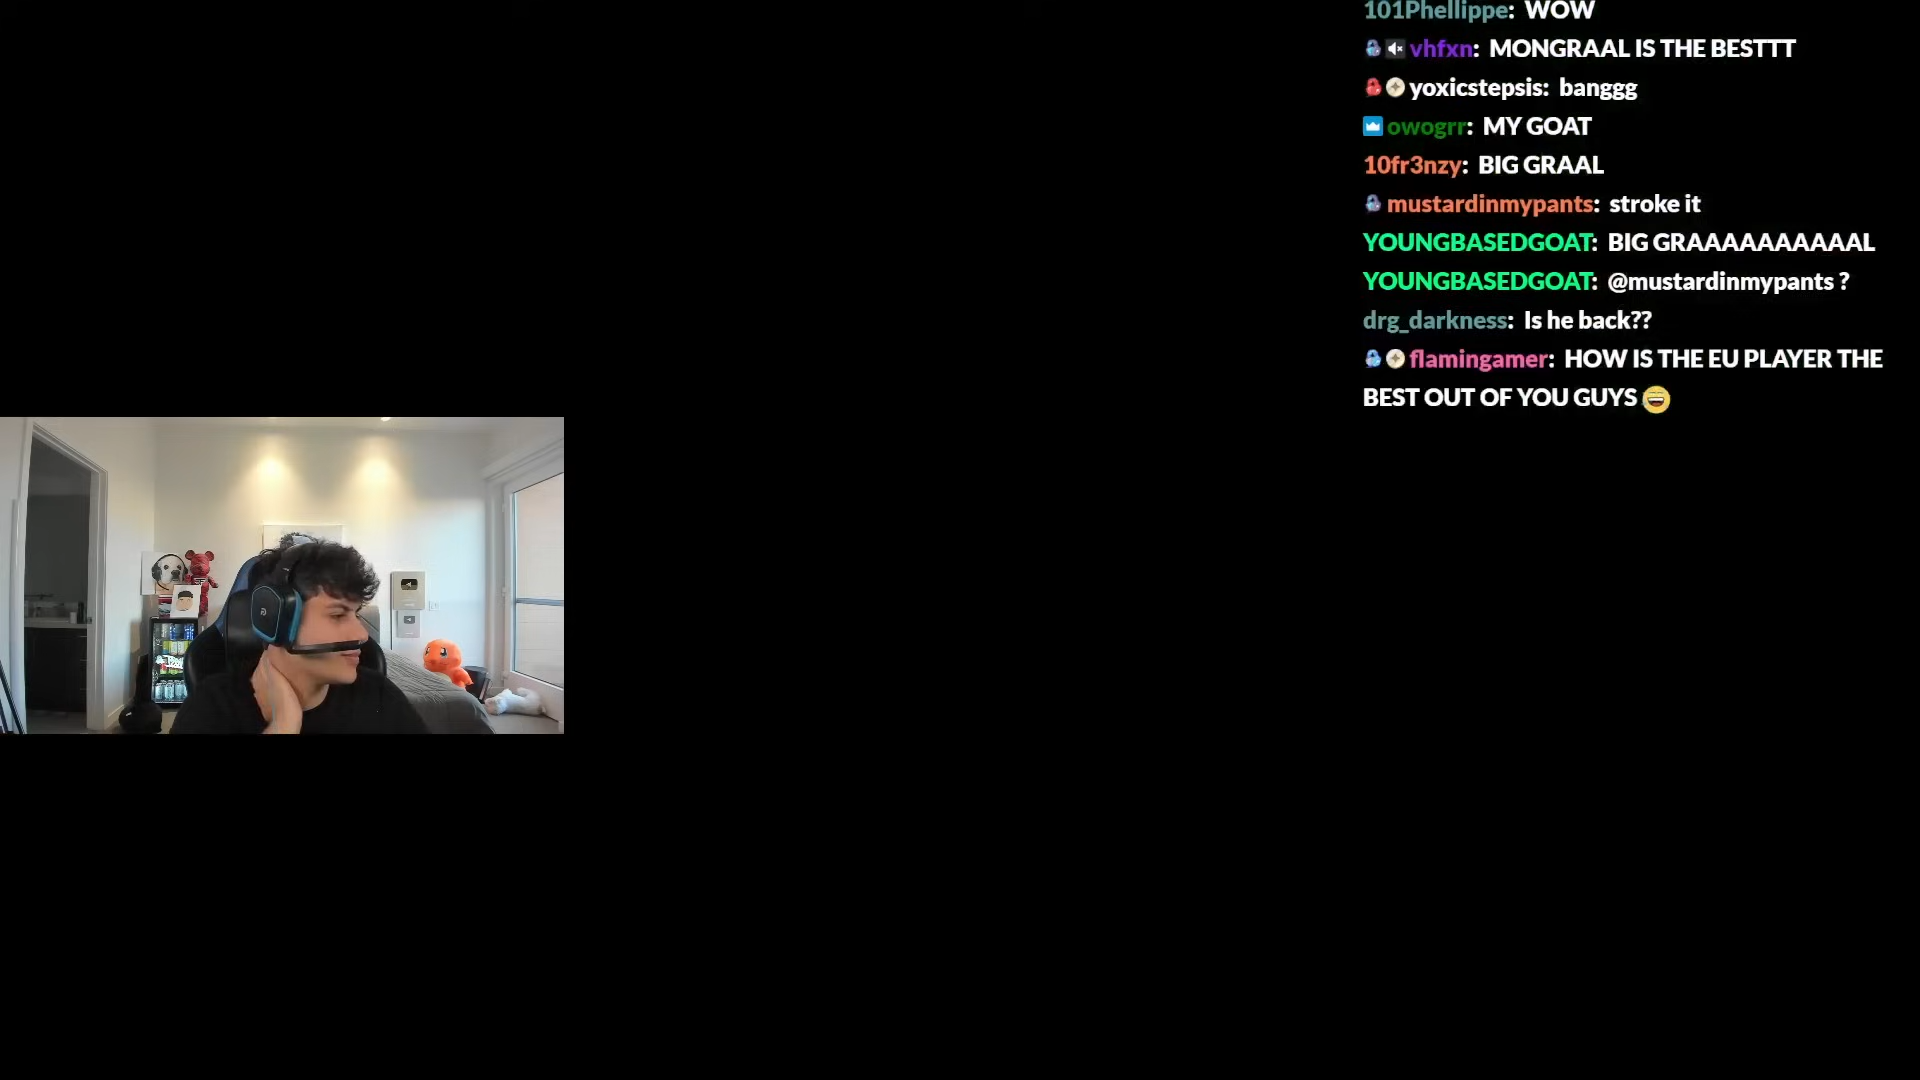 101Phellippe: WOW
vhfxn: MONGRAAL IS THE BESTTT
yoxicstepsis: banggg
owogrr: MY GOAT
10fr3nzy: BIG GRAAL
mustardinmypants: stroke it
YOUNGBASEDGOAT: BIG GRAAAAAAAAAAL
YOUNGBASEDGOAT: @mustardinmypants ?
drg_darkness: Is he back??
flamingamer: HOW IS THE EU PLAYER THE
BEST OUT OF YOU GUYS 😄